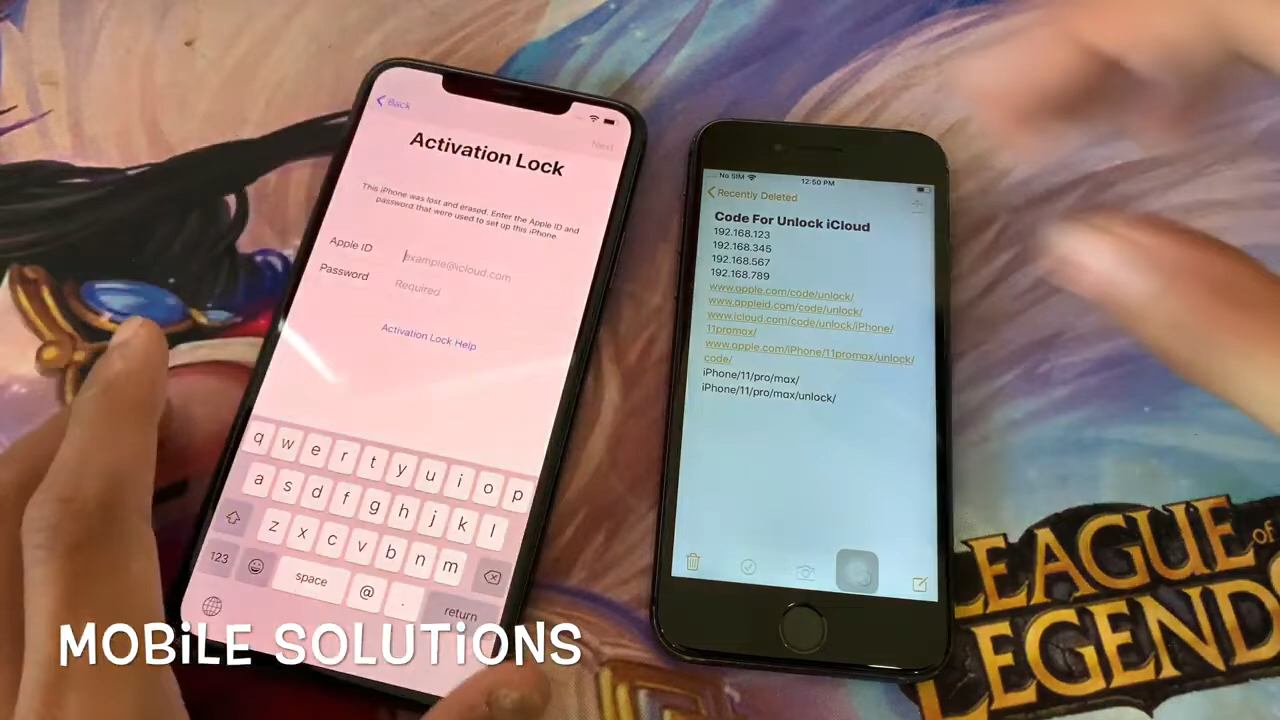 Back
Next
Activation Lock
This iPhone was lost and erased. Enter the Apple ID and
password that were used to set up this iPhone.
Apple ID
example@icloud.com
Password
Required
Activation Lock Help
q w e r t y u i o p
a s d f g h j k l
z x c v b n m
123
space
@
.
return
No SIM
12:50 PM
Recently Deleted
Code For Unlock iCloud
192.168.123
192.168.345
192.168.567
192.168.789
www.apple.com/code/unlock/
www.appleid.com/code/unlock/
www.icloud.com/code/unlock/iPhone/
11promax/
www.apple.com/iPhone/11promax/unlock/
code/
iPhone/11/pro/max/
iPhone/11/pro/max/unlock/
LEAGUE of
LEGENDS
MOBiLE SOLUTiONS